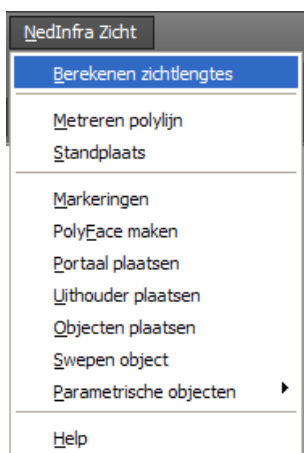 NedInfra Zicht
Berekenen zichtlengtes
Metreren polylijn
Standplaats
Markeringen
PolyFace maken
Portaal plaatsen
Uithouder plaatsen
Objecten plaatsen
Swepen object
Parametrische objecten
Help